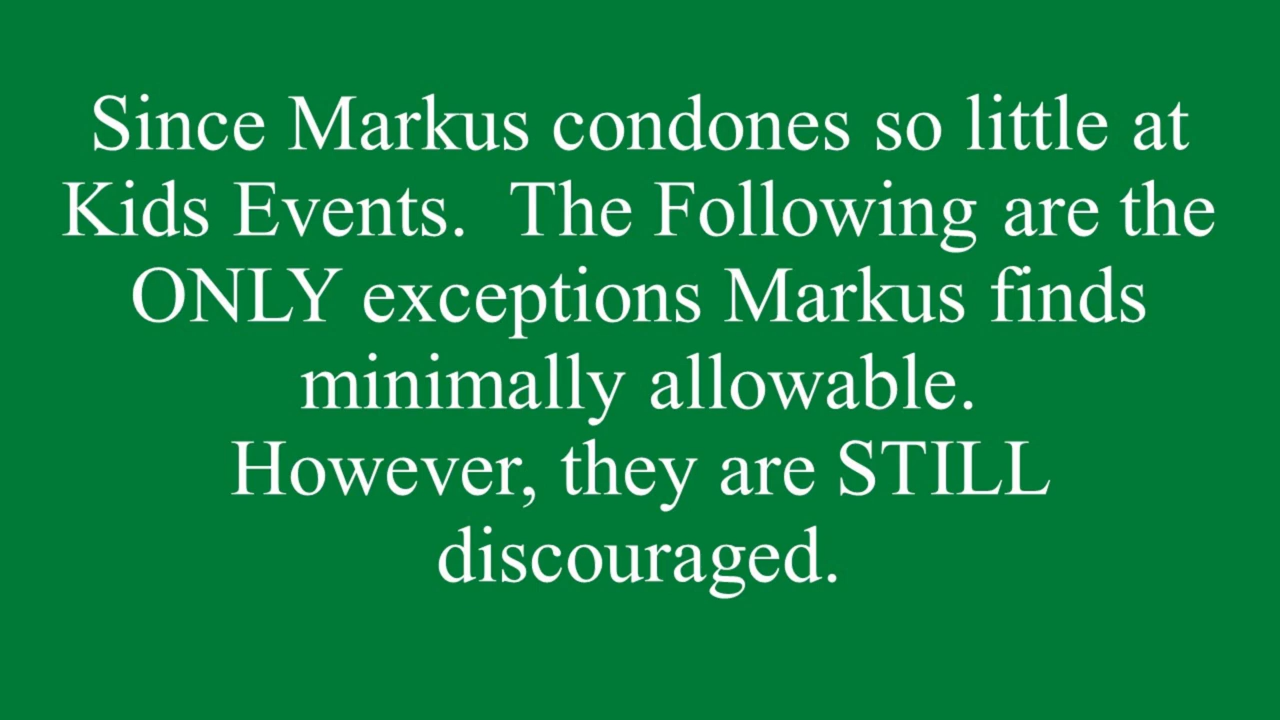 Since Markus condones so little at
Kids Events.  The Following are the
ONLY exceptions Markus finds
minimally allowable.
However, they are STILL
discouraged.